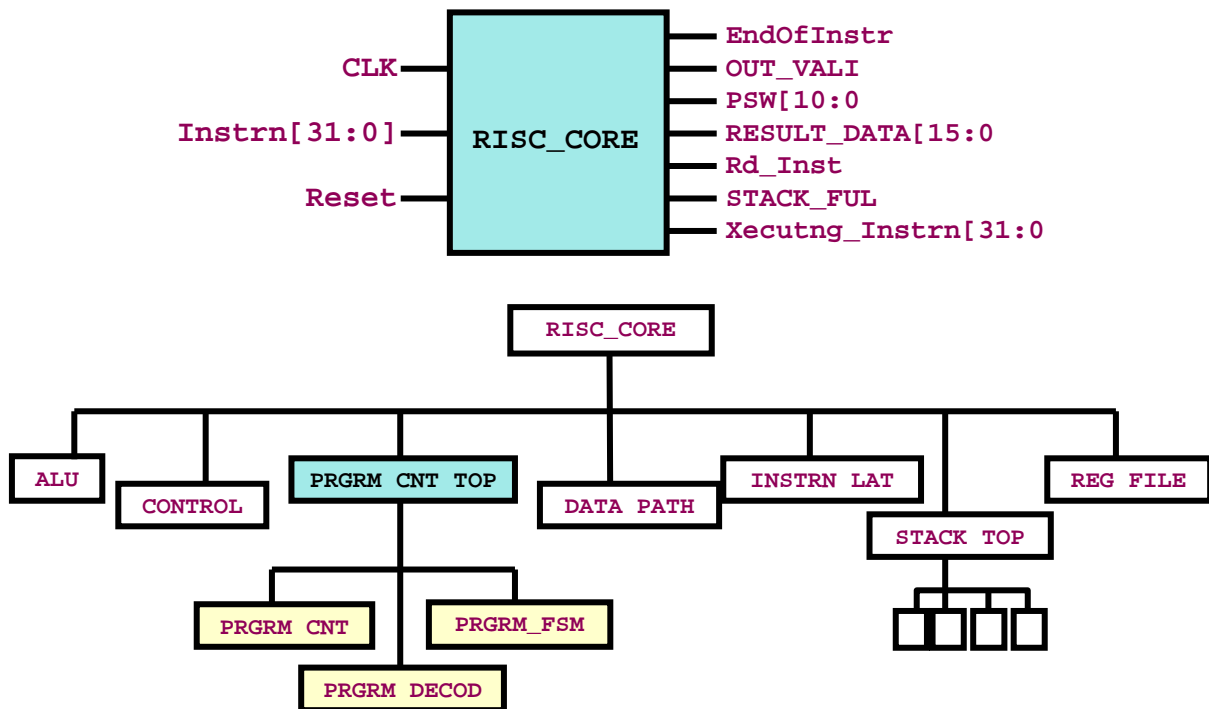 EndOfInstr
CLK
OUT_VALI
PSW[10:0
Instrn[31:0]
RISC_CORE
RESULT_DATA[15:0
Rd_Inst
Reset
STACK_FUL
Xecutng_Instrn[31:0
RISC_CORE
ALU
CONTROL
PRGRM CNT TOP
DATA PATH
INSTRN LAT
REG FILE
STACK TOP
PRGRM CNT
PRGRM_FSM
PRGRM DECOD